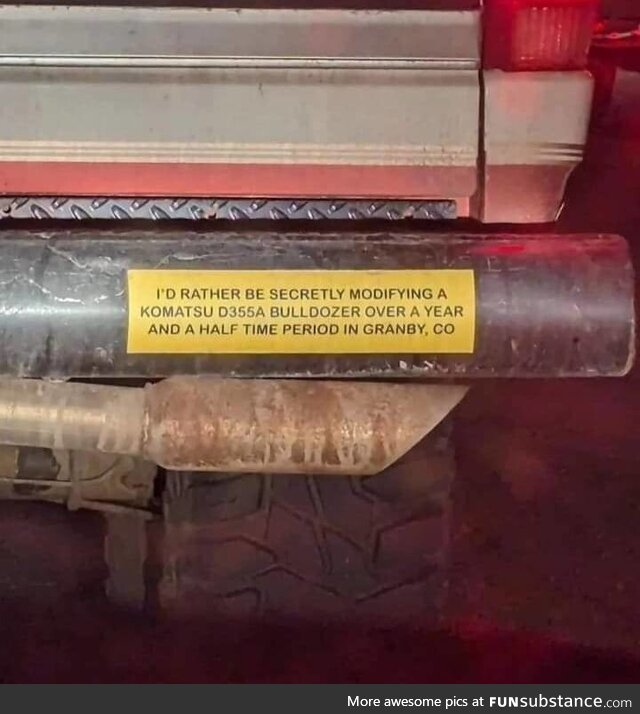 I'D RATHER BE SECRETLY MODIFYING A
KOMATSU D355A BULLDOZER OVER A YEAR
AND A HALF TIME PERIOD IN GRANBY, CO
More awesome pics at FUNsubstance.com